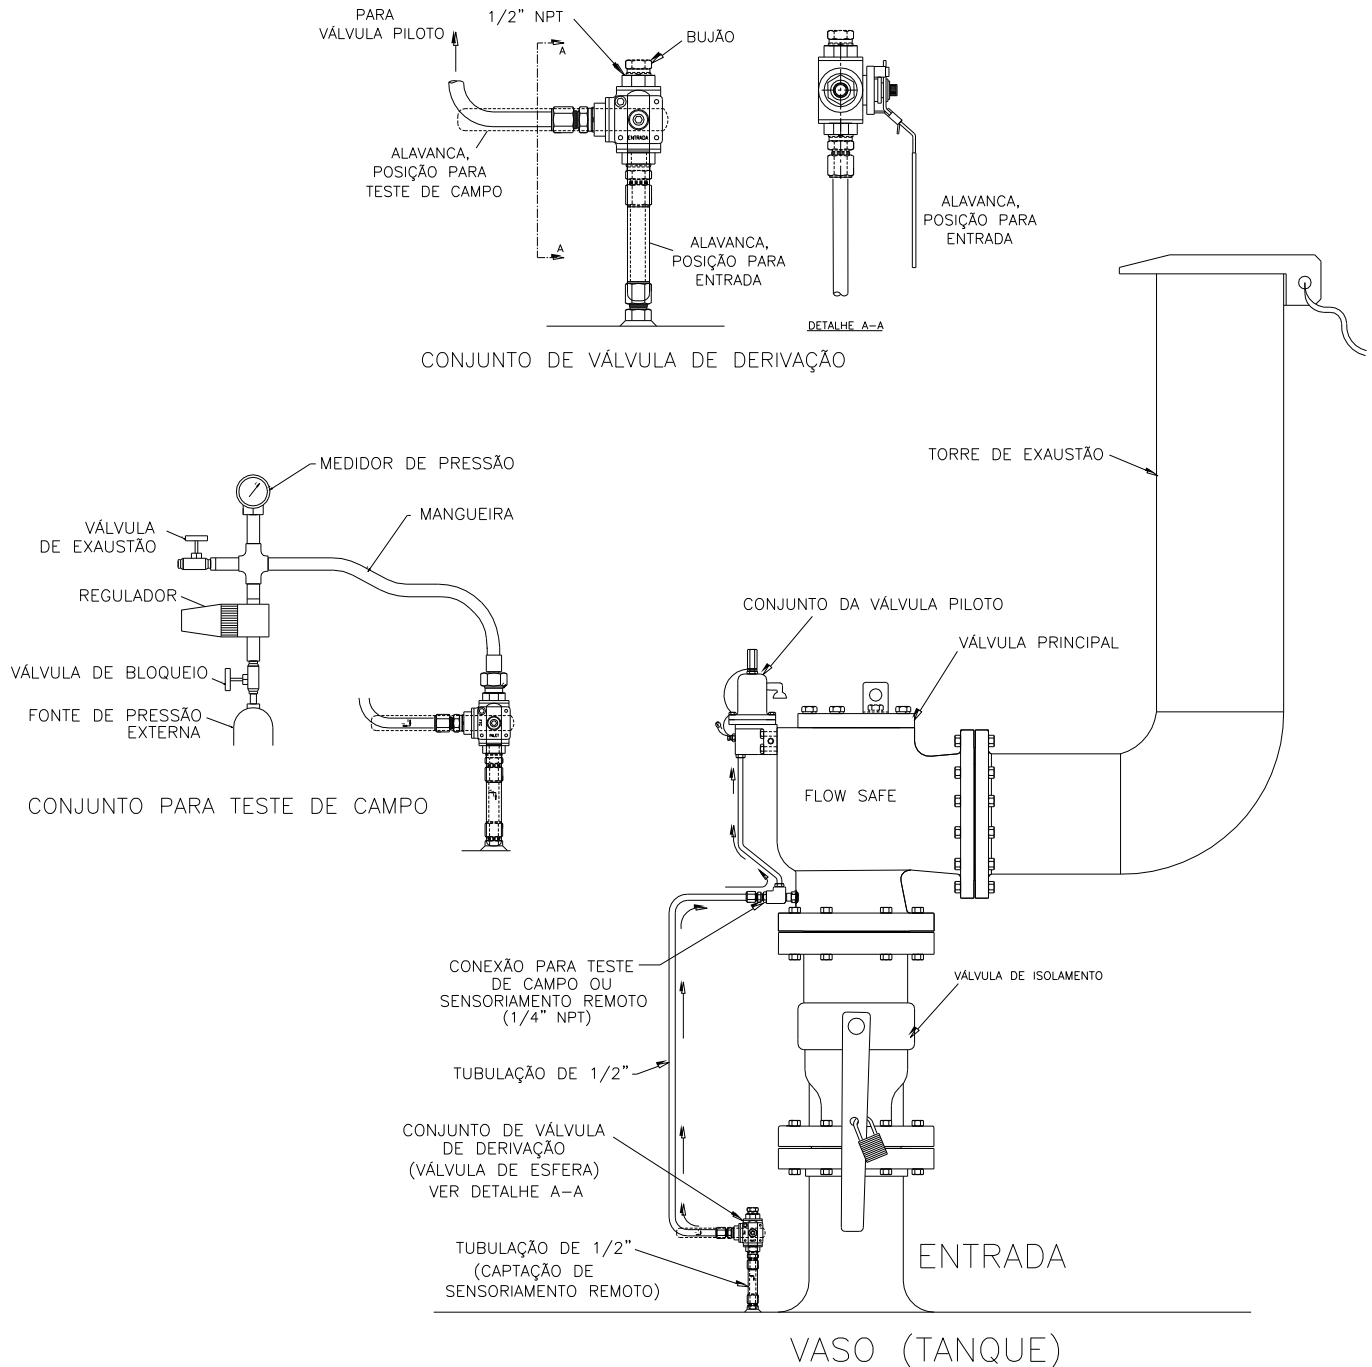 PARA
VÁLVULA PILOTO
1/2” NPT
BUJÃO
A
A
ENTRADA
ALAVANCA,
POSIÇÃO PARA
TESTE DE CAMPO
ALAVANCA,
POSIÇÃO PARA
ENTRADA
ALAVANCA,
POSIÇÃO PARA
ENTRADA
DETALHE A-A
CONJUNTO DE VÁLVULA DE DERIVAÇÃO
MEDIDOR DE PRESSÃO
MANGUEIRA
VÁLVULA
DE EXAUSTÃO
REGULADOR
VÁLVULA DE BLOQUEIO
FONTE DE PRESSÃO
EXTERNA
INLET
CONJUNTO PARA TESTE DE CAMPO
TORRE DE EXAUSTÃO
CONJUNTO DA VÁLVULA PILOTO
VÁLVULA PRINCIPAL
FLOW SAFE
CONEXÃO PARA TESTE
DE CAMPO OU
SENSORIAMENTO REMOTO
(1/4” NPT)
VÁLVULA DE ISOLAMENTO
TUBULAÇÃO DE 1/2”
CONJUNTO DE VÁLVULA
DE DERIVAÇÃO
(VÁLVULA DE ESFERA)
VER DETALHE A-A
TUBULAÇÃO DE 1/2”
(CAPTAÇÃO DE
SENSORIAMENTO REMOTO)
ENTRADA
VASO (TANQUE)